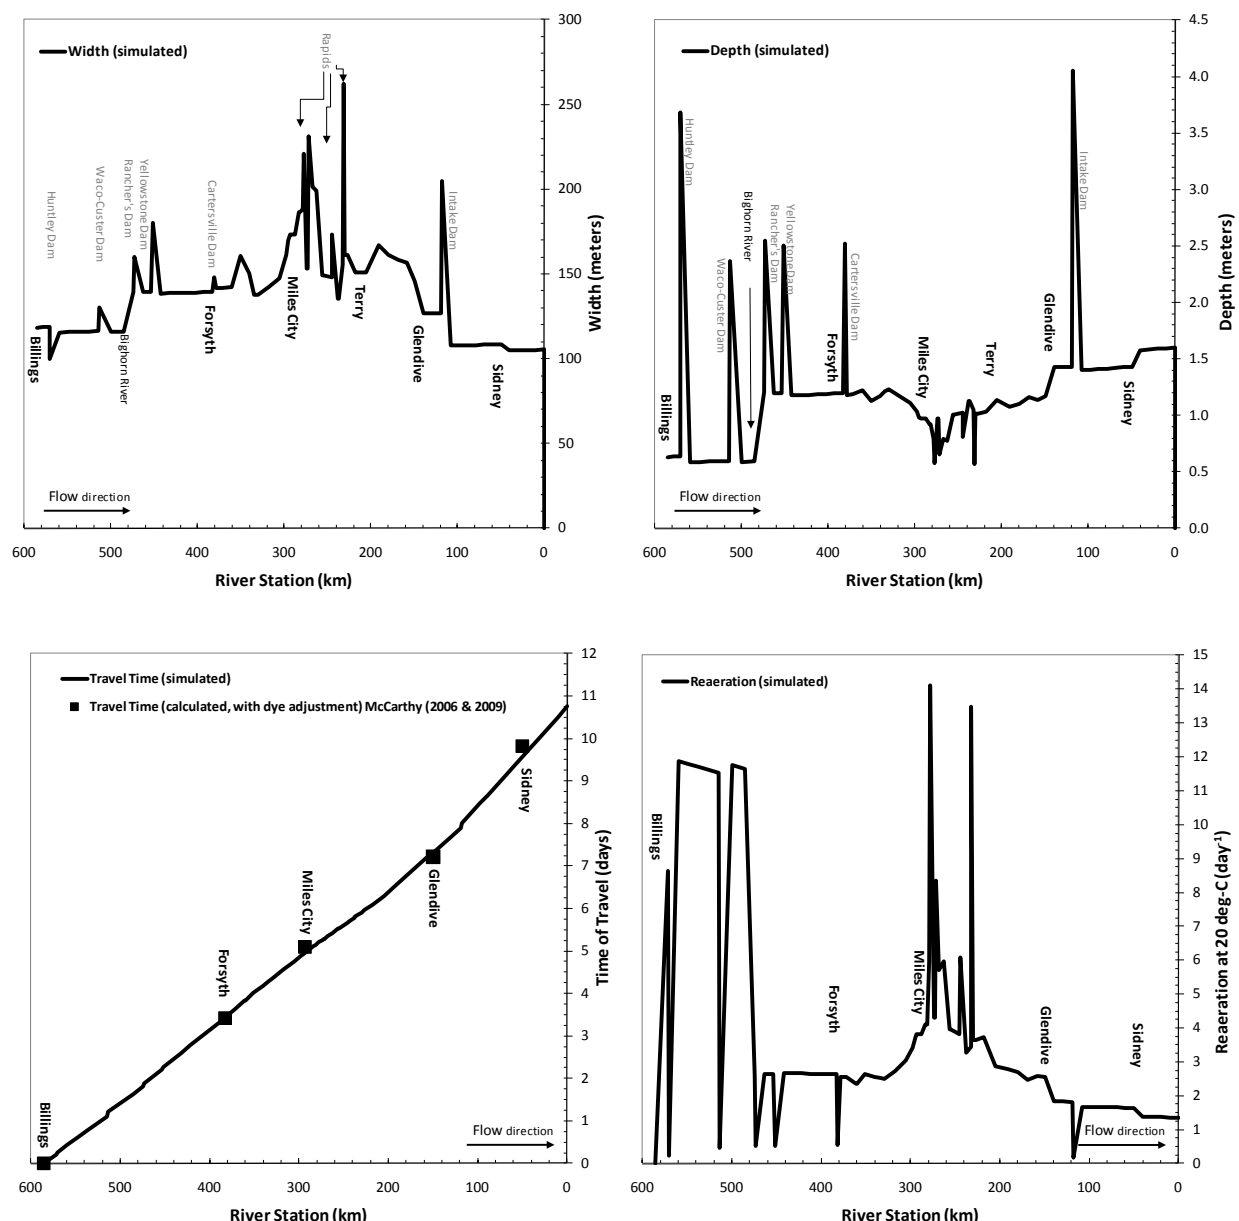 Width (simulated)
Rapids
Huntley Dam
Waco-Custer Dam
Rancher's Dam
Yellowstone Dam
Cartersville Dam
Intake Dam
Billings
Bighorn River
Forsyth
Miles City
Terry
Glendive
Sidney
Flow direction
300
250
200
150
100
50
0
Width (meters)
600 500 400 300 200 100 0
River Station (km)
Depth (simulated)
Huntley Dam
Waco-Custer Dam
Bighorn River
Rancher's Dam
Yellowstone Dam
Cartersville Dam
Intake Dam
Billings
Forsyth
Miles City
Terry
Glendive
Sidney
Flow direction
4.5
4.0
3.5
3.0
2.5
2.0
1.5
1.0
0.5
0.0
Depth (meters)
600 500 400 300 200 100 0
River Station (km)
Travel Time (simulated)
Travel Time (calculated, with dye adjustment) McCarthy (2006 & 2009)
Billings
Forsyth
Miles City
Glendive
Sidney
Flow direction
12
11
10
9
8
7
6
5
4
3
2
1
0
Time of Travel (days)
600 500 400 300 200 100 0
River Station (km)
Reaeration (simulated)
Billings
Forsyth
Miles City
Glendive
Sidney
Flow direction
15
14
13
12
11
10
9
8
7
6
5
4
3
2
1
0
Reaeration at 20 deg-C (day-1)
600 500 400 300 200 100 0
River Station (km)